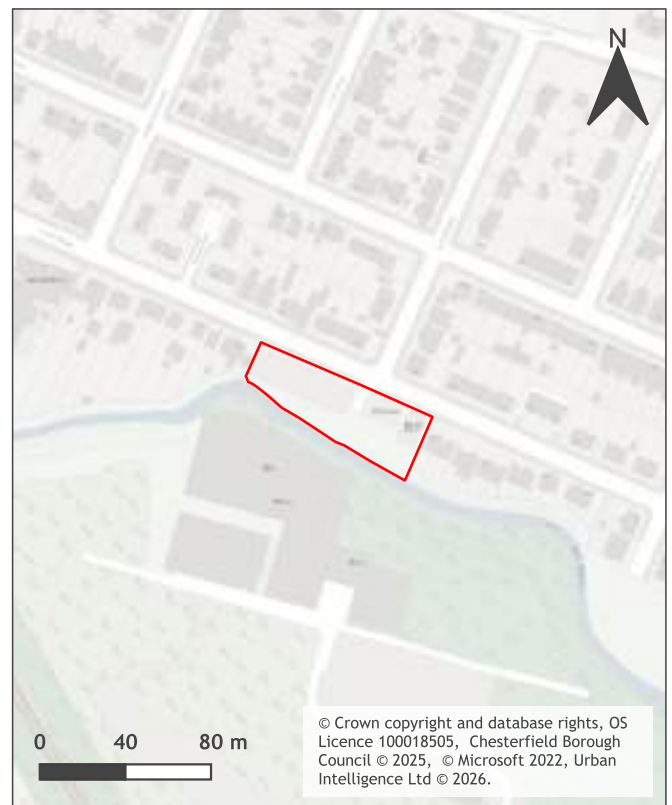 N
0 40 80 m
© Crown copyright and database rights, OS
Licence 100018505, Chesterfield Borough
Council © 2025, © Microsoft 2022, Urban
Intelligence Ltd © 2026.